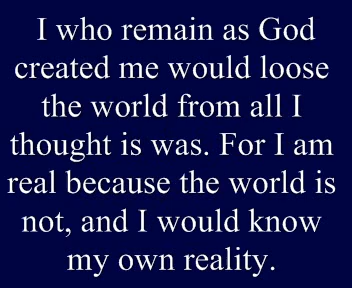 I who remain as God
created me would loose
the world from all I
thought is was. For I am
real because the world is
not, and I would know
my own reality.